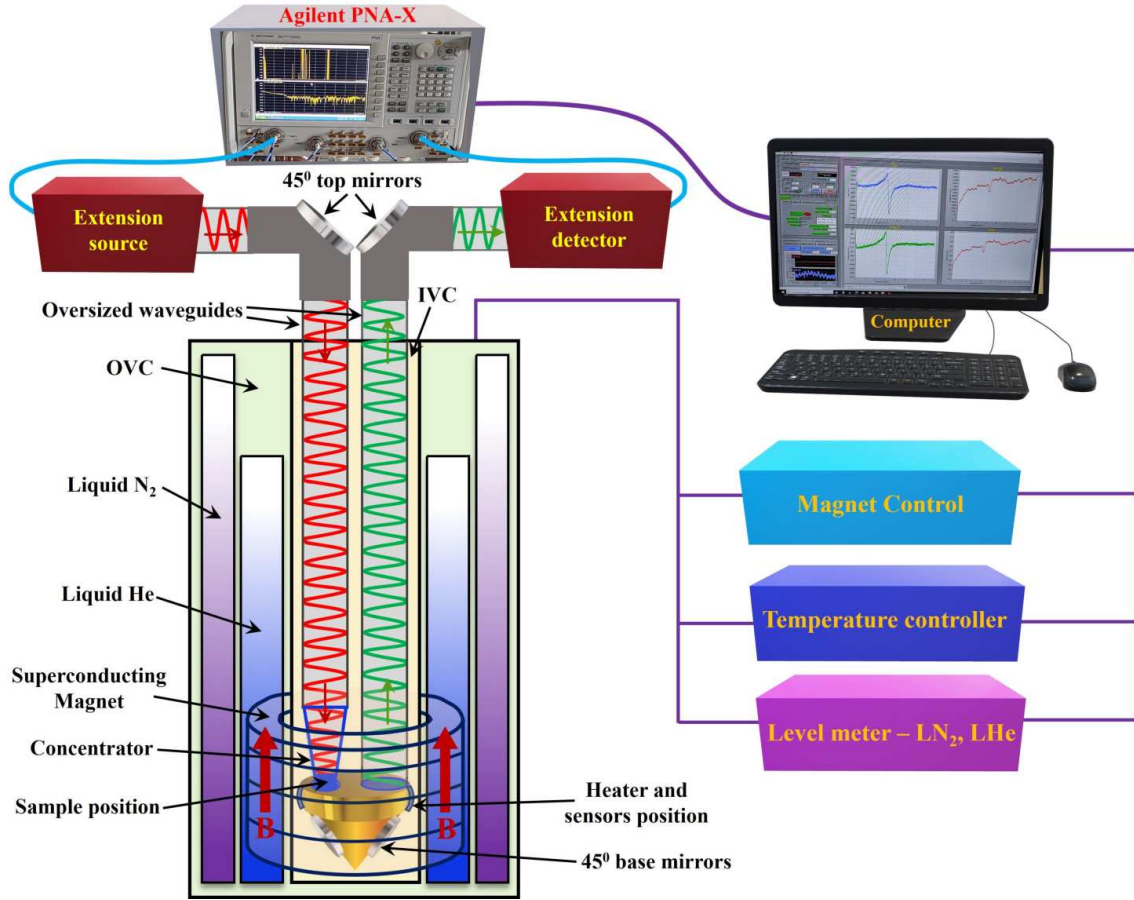 Agilent PNA-X
45⁰ top mirrors
Extension
source
Extension
detector
Oversized waveguides
IVC
OVC
Computer
Liquid N₂
Liquid He
Superconducting
Magnet
Concentrator
Sample position
B
B
Heater and
sensors position
45⁰ base mirrors
Magnet Control
Temperature controller
Level meter – LN₂, LHe